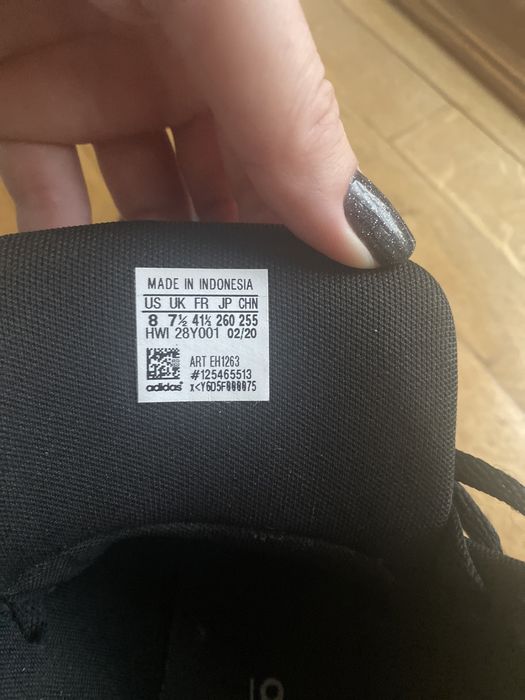 MADE IN INDONESIA
US UK FR JP CHN
8 7½ 41⅓ 260 255
HWI 28Y001 02/20
ART EH1263
#125465513
adidas x<Y6D5F000075